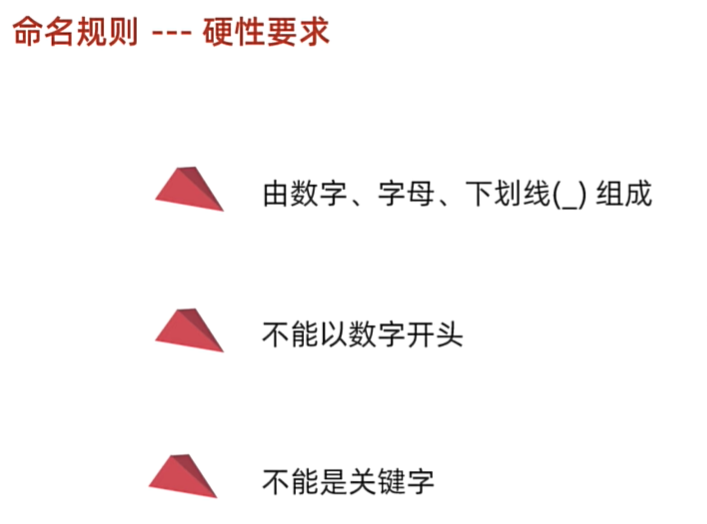 命名规则 --- 硬性要求
由数字、字母、下划线(_) 组成
不能以数字开头
不能是关键字